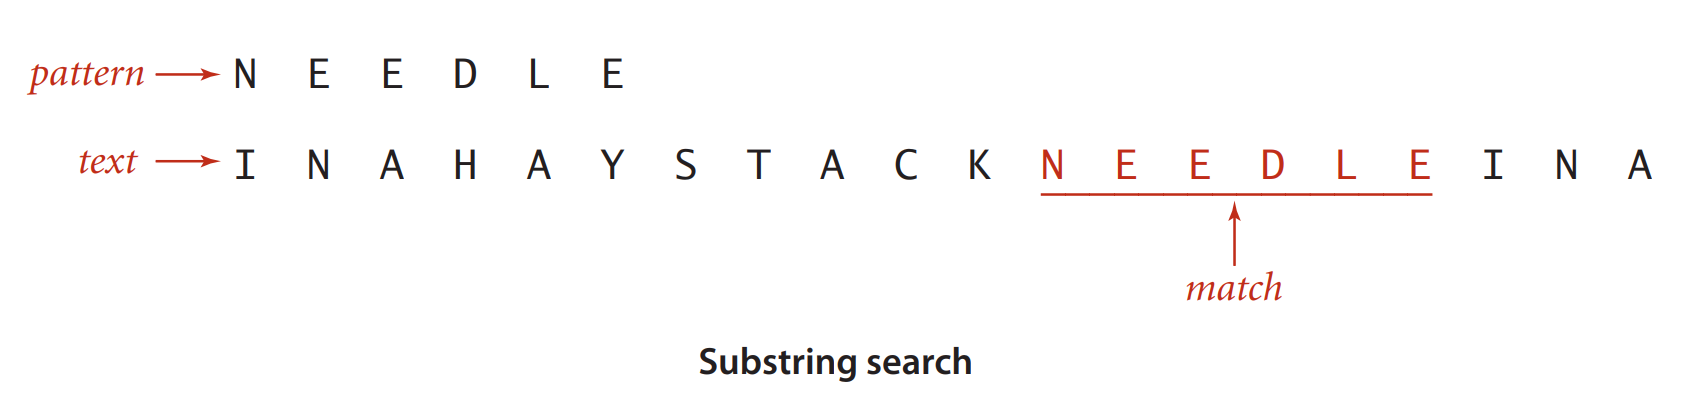 pattern N E E D L E
text I N A H A Y S T A C K N E E D L E I N A
match
Substring search